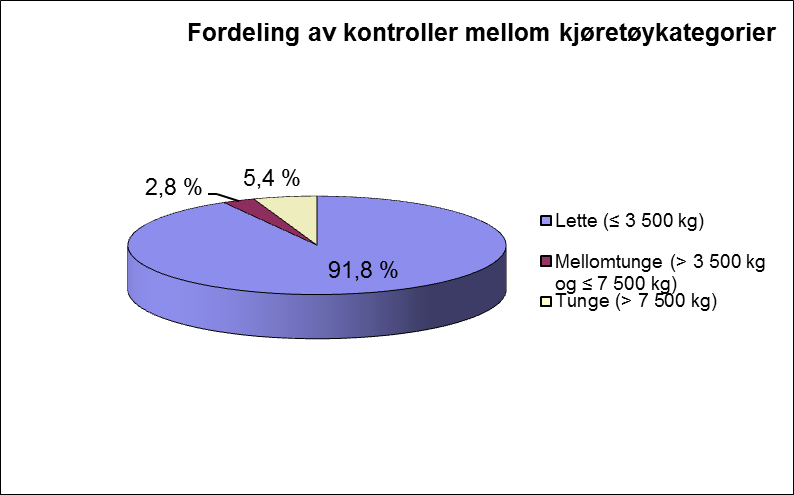 Fordeling av kontroller mellom kjøretøykategorier
5,4 %
2,8 %
91,8 %
Lette (≤ 3 500 kg)
Mellomtunge (> 3 500 kg
og ≤ 7 500 kg)
Tunge (> 7 500 kg)